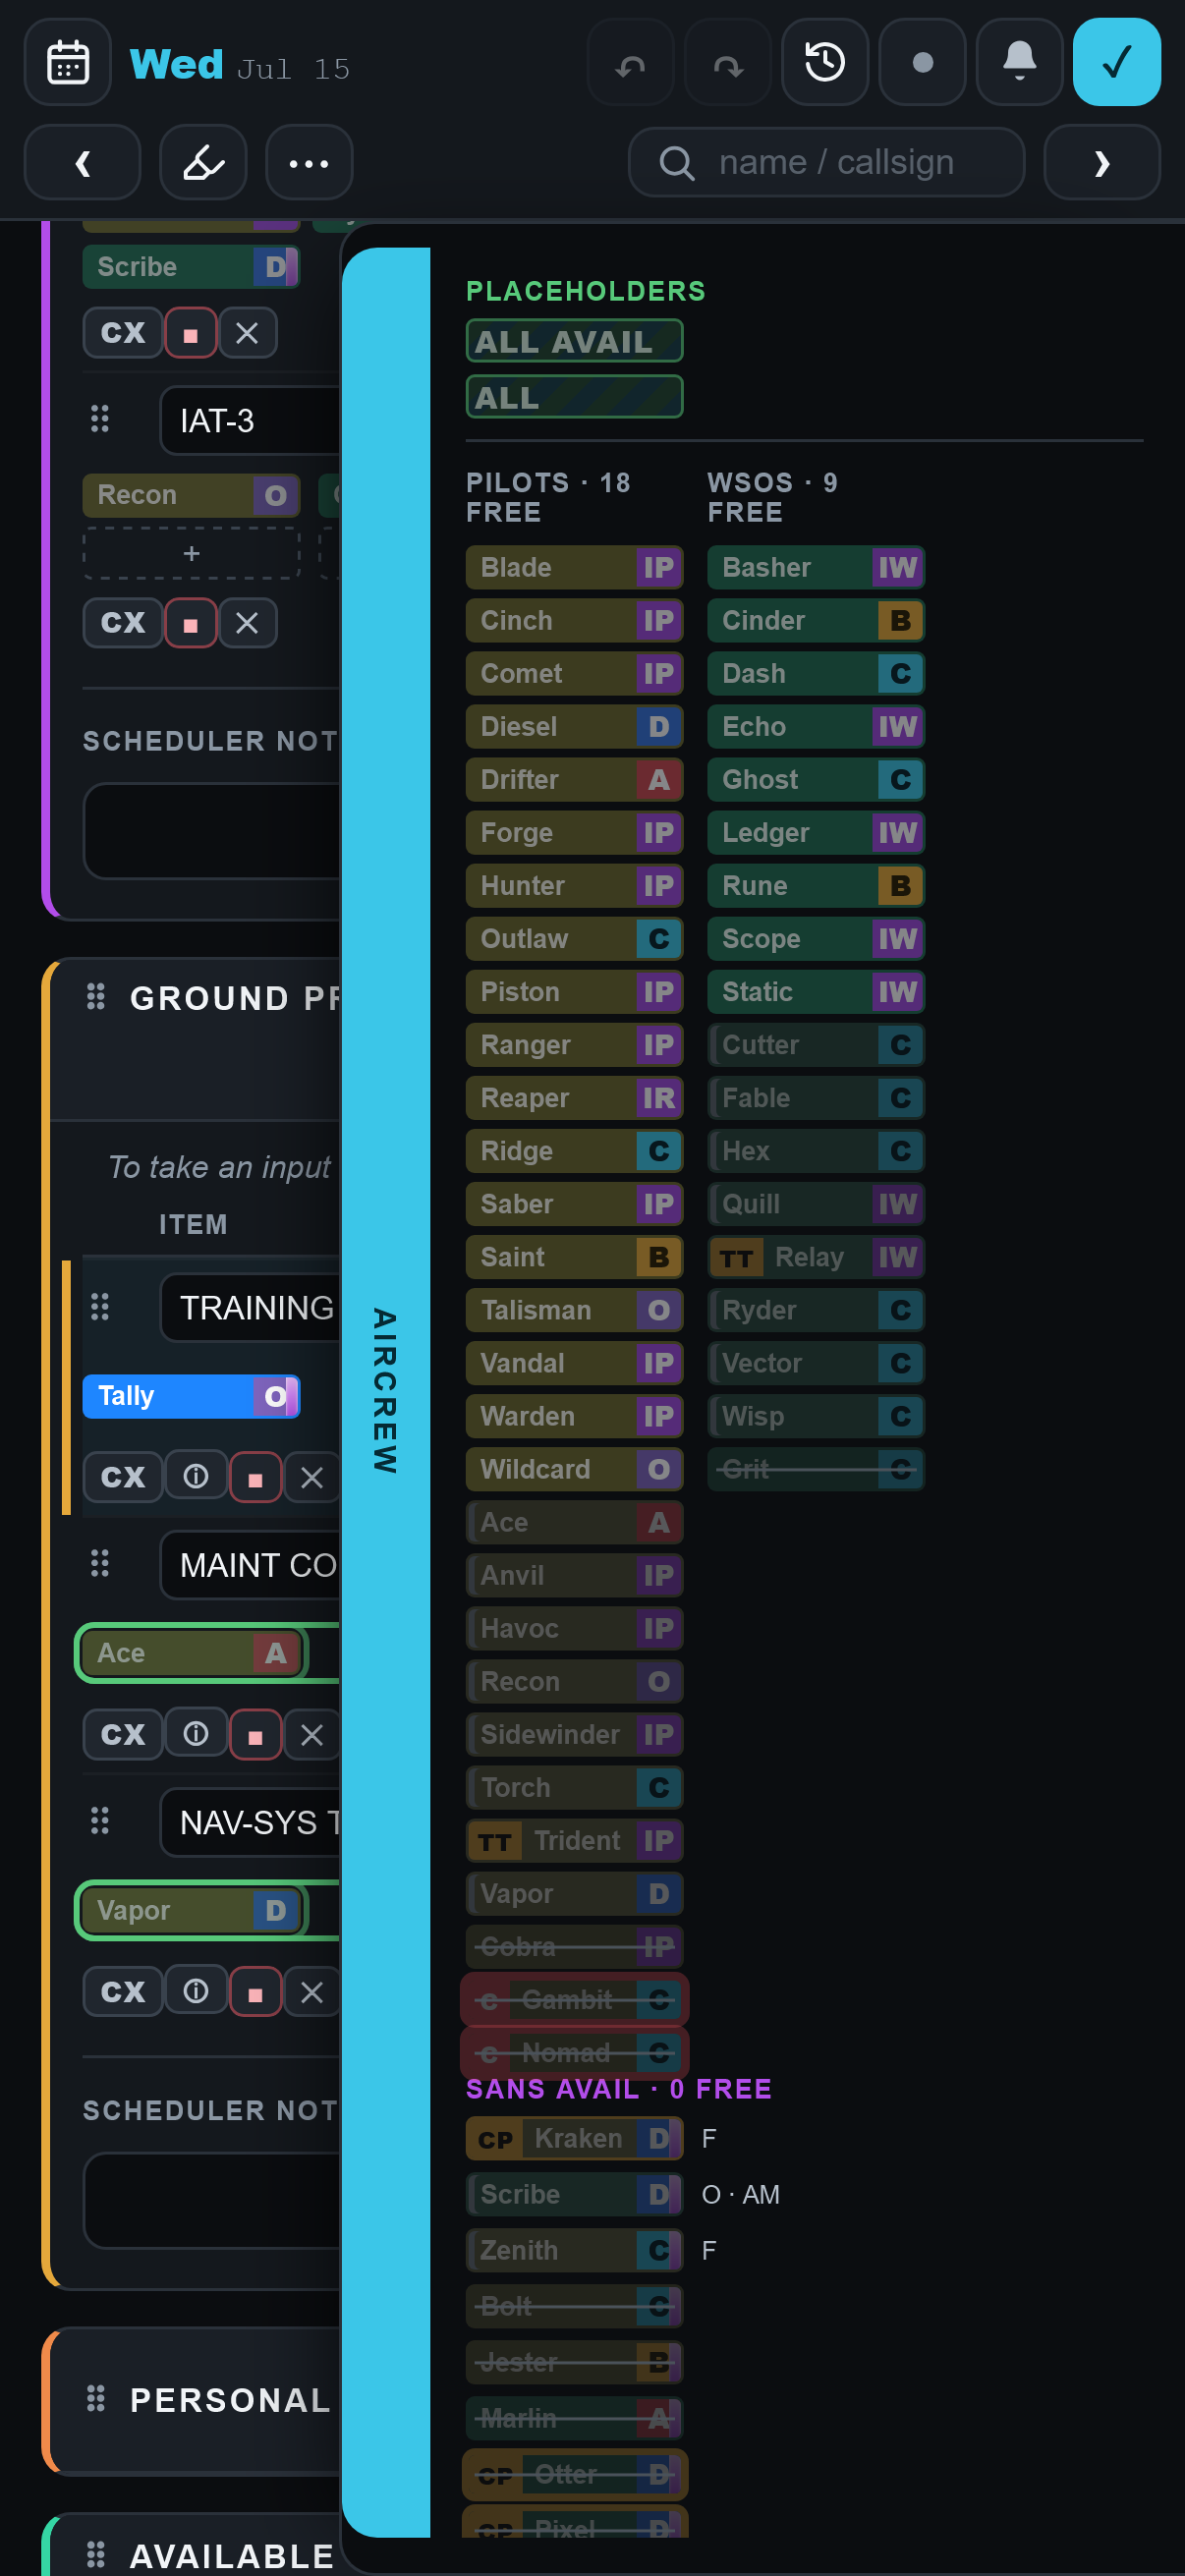 Wed Jul 15
name / callsign
Scribe D
CX
IAT-3
Recon O
+
CX
SCHEDULER NOT
GROUND PR
To take an input
ITEM
TRAINING
Tally O
CX
MAINT CO
Ace A
CX
NAV-SYS T
Vapor D
CX
SCHEDULER NOT
PERSONAL
AVAILABLE
AIRCREW
PLACEHOLDERS
ALL AVAIL
ALL
PILOTS · 18 FREE
Blade IP
Cinch IP
Comet IP
Diesel D
Drifter A
Forge IP
Hunter IP
Outlaw C
Piston IP
Ranger IP
Reaper IR
Ridge C
Saber IP
Saint B
Talisman O
Vandal IP
Warden IP
Wildcard O
Ace A
Anvil IP
Havoc IP
Recon O
Sidewinder IP
Torch C
TT Trident IP
Vapor D
Cobra IP
C Gambit C
C Nomad C
WSOS · 9 FREE
Basher IW
Cinder B
Dash C
Echo IW
Ghost C
Ledger IW
Rune B
Scope IW
Static IW
Cutter C
Fable C
Hex C
Quill IW
TT Relay IW
Ryder C
Vector C
Wisp C
Grit C
SANS AVAIL · 0 FREE
CP Kraken D F
Scribe D O · AM
Zenith C F
Bolt C
Jester B
Marlin A
CP Otter D
CP Pixel D